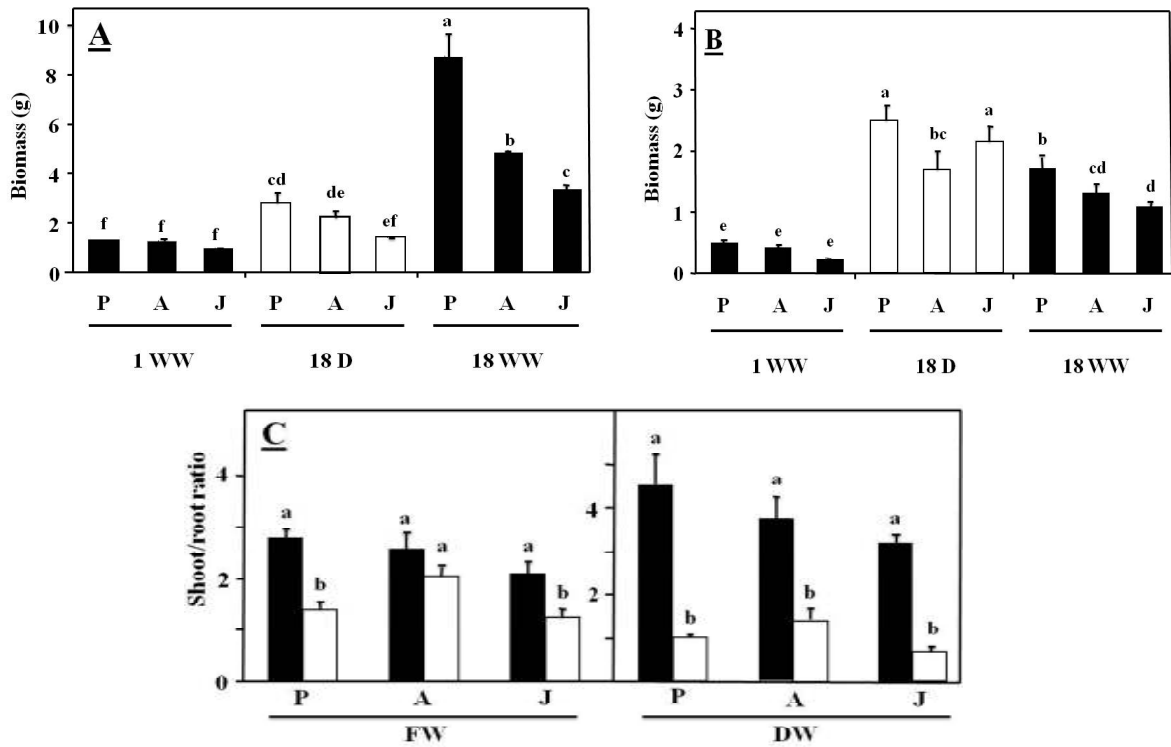 A
Biomass (g)
10
8
6
4
2
0
a
b
c
cd
de
ef
f
f
f
P A J P A J P A J
1 WW 18 D 18 WW
B
Biomass (g)
4
3
2
1
0
a
bc
a
b
cd
d
e
e
e
P A J P A J P A J
1 WW 18 D 18 WW
C
Shoot/root ratio
4
2
0
a
b
a
a
a
b
4
2
a
b
a
b
a
b
P A J P A J
FW DW